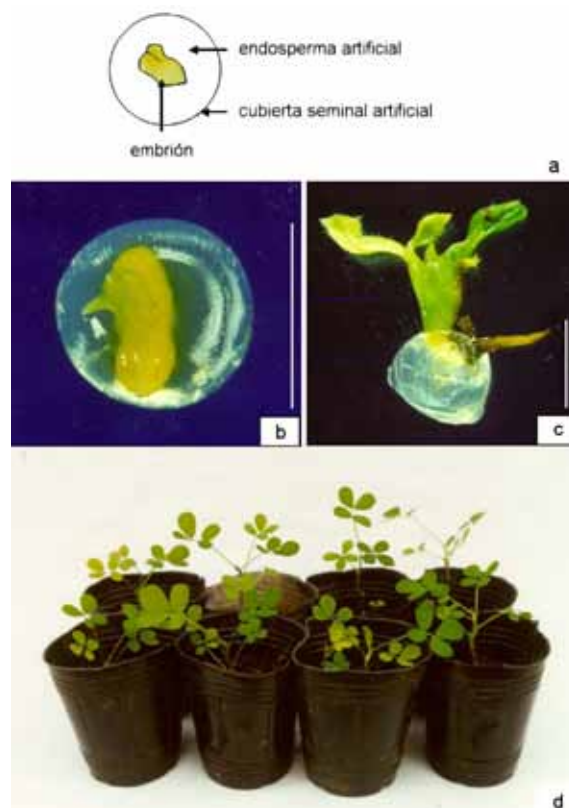 endosperma artificial
cubierta seminal artificial
embrión
a
b
c
d